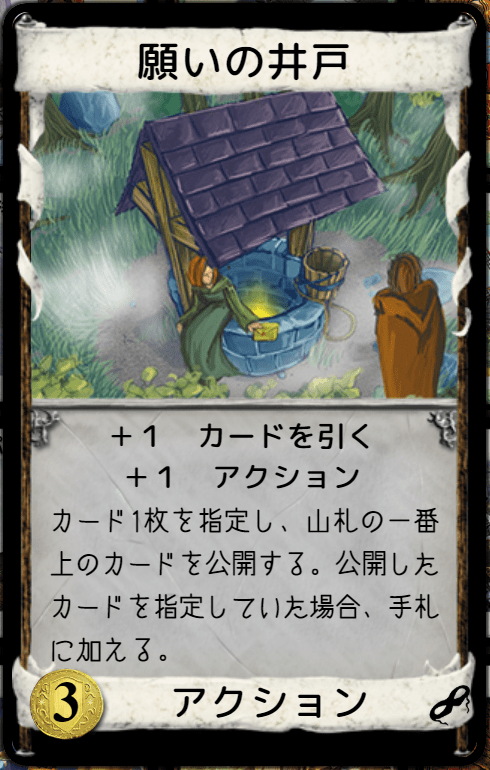 願いの井戸
＋１　カードを引く
＋１　アクション
カード1枚を指定し、山札の一番
上のカードを公開する。公開した
カードを指定していた場合、手札
に加える。
3
アクション